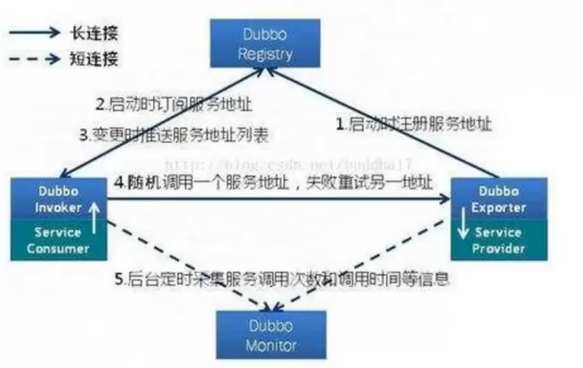 长连接
短连接
Dubbo
Registry
2.启动时订阅服务地址
3.变更时推送服务地址列表
1.启动时注册服务地址
http://blog.csdn.net/buddha17
4.随机调用一个服务地址，失败重试另一地址
Dubbo
Invoker
Service
Consumer
Dubbo
Exporter
Service
Provider
5.后台定时采集服务调用次数和调用时间等信息
Dubbo
Monitor